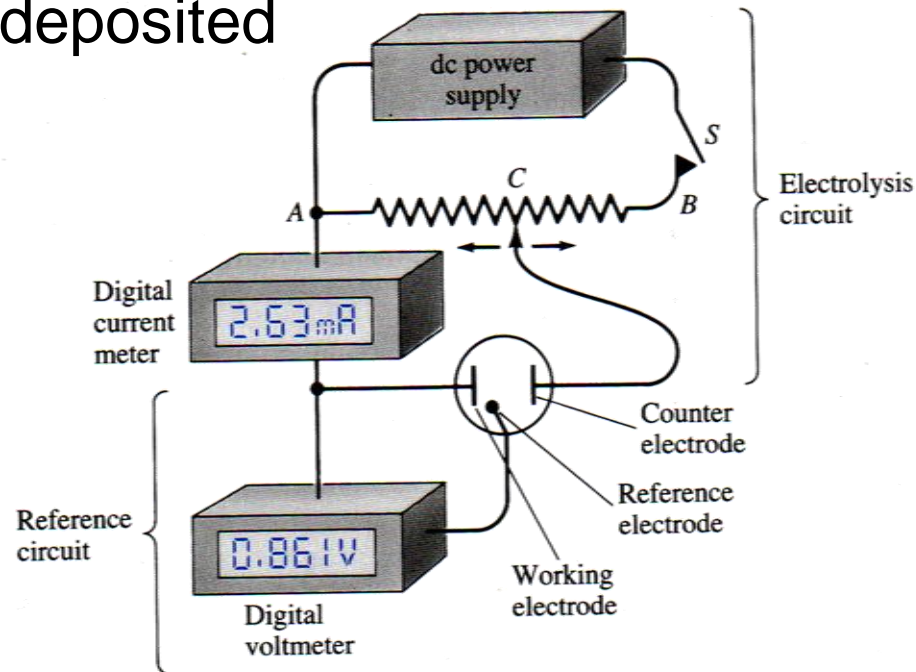 deposited
dc power
supply
S
C
A
B
Electrolysis
circuit
Digital
current
meter
2.63mA
Counter
electrode
Reference
electrode
Reference
circuit
0.861V
Working
electrode
Digital
voltmeter